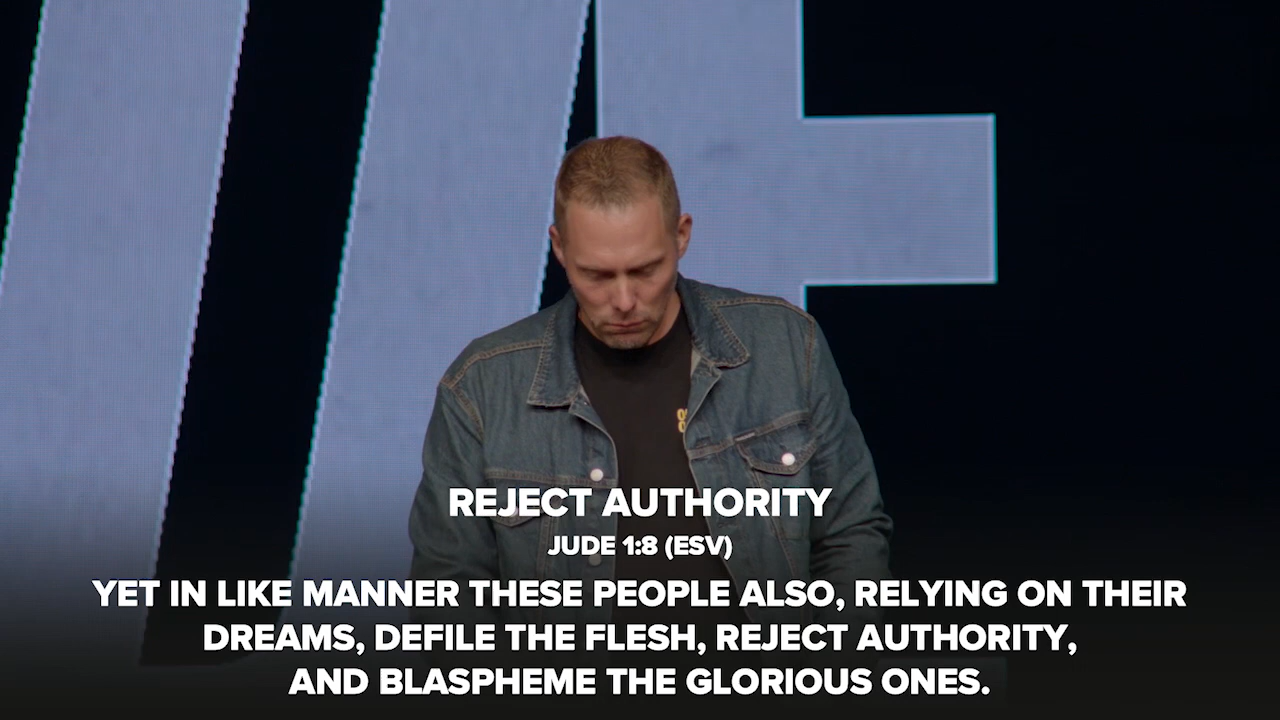 REJECT AUTHORITY
JUDE 1:8 (ESV)
YET IN LIKE MANNER THESE PEOPLE ALSO, RELYING ON THEIR
DREAMS, DEFILE THE FLESH, REJECT AUTHORITY,
AND BLASPHEME THE GLORIOUS ONES.